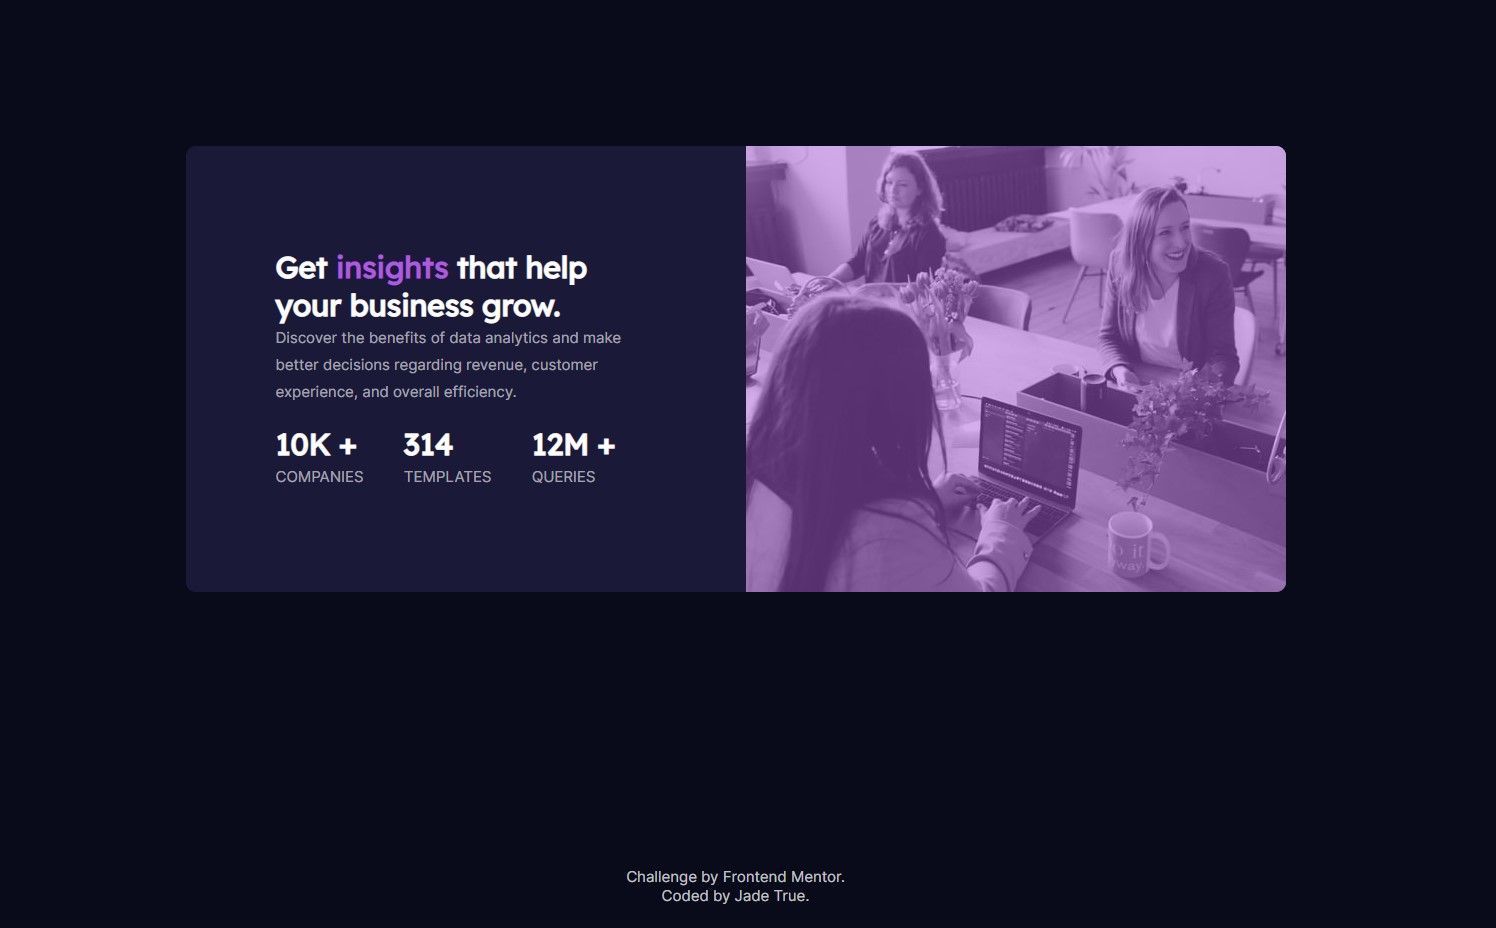 Get insights that help
your business grow.
Discover the benefits of data analytics and make
better decisions regarding revenue, customer
experience, and overall efficiency.
10K + 314 12M +
COMPANIES TEMPLATES QUERIES
it
way.
Challenge by Frontend Mentor.
Coded by Jade True.